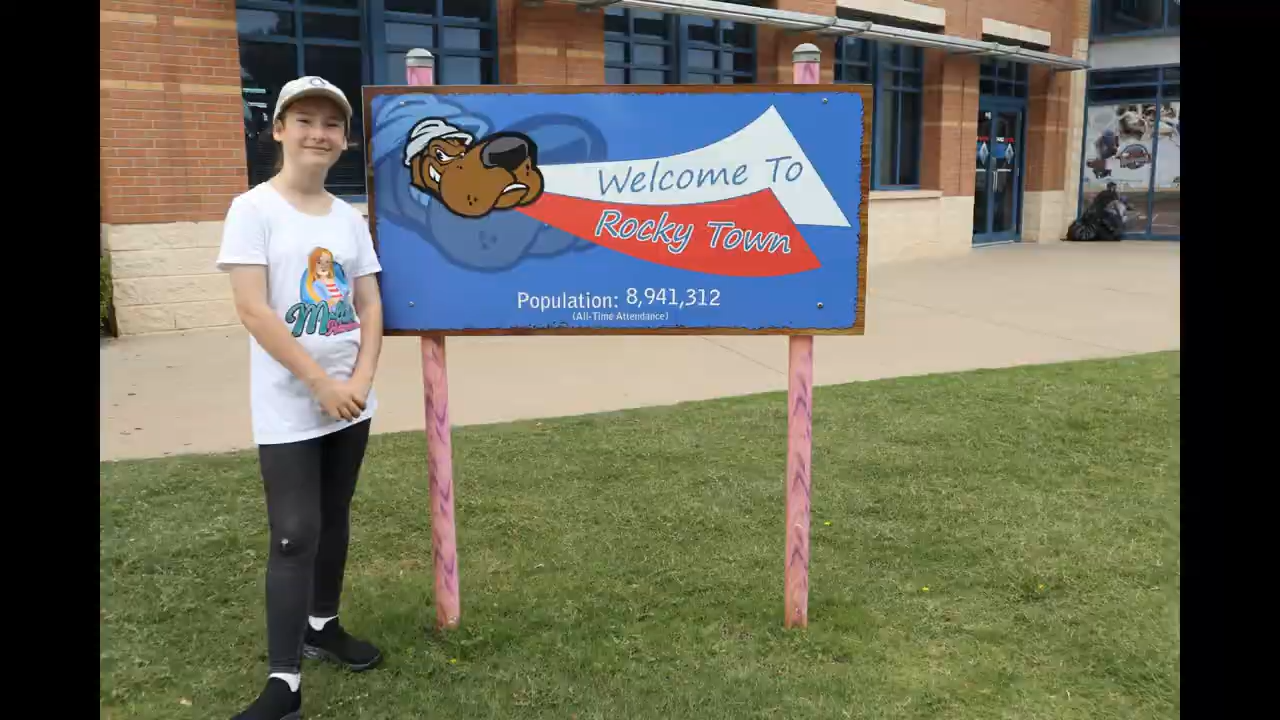 Welcome To
Rocky Town
Population: 8,941,312
(All-Time Attendance)